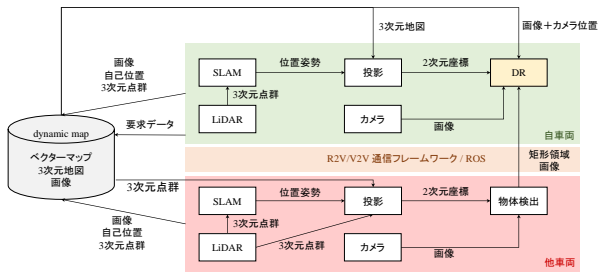 3次元地図
画像＋カメラ位置
画像
自己位置
3次元点群
SLAM
位置姿勢
投影
2次元座標
DR
3次元点群
LiDAR
カメラ
画像
自車両
dynamic map
ベクターマップ
3次元地図
画像
要求データ
R2V/V2V 通信フレームワーク / ROS
矩形領域
画像
3次元点群
SLAM
位置姿勢
投影
2次元座標
物体検出
画像
自己位置
3次元点群
3次元点群
LiDAR
3次元点群
カメラ
画像
他車両